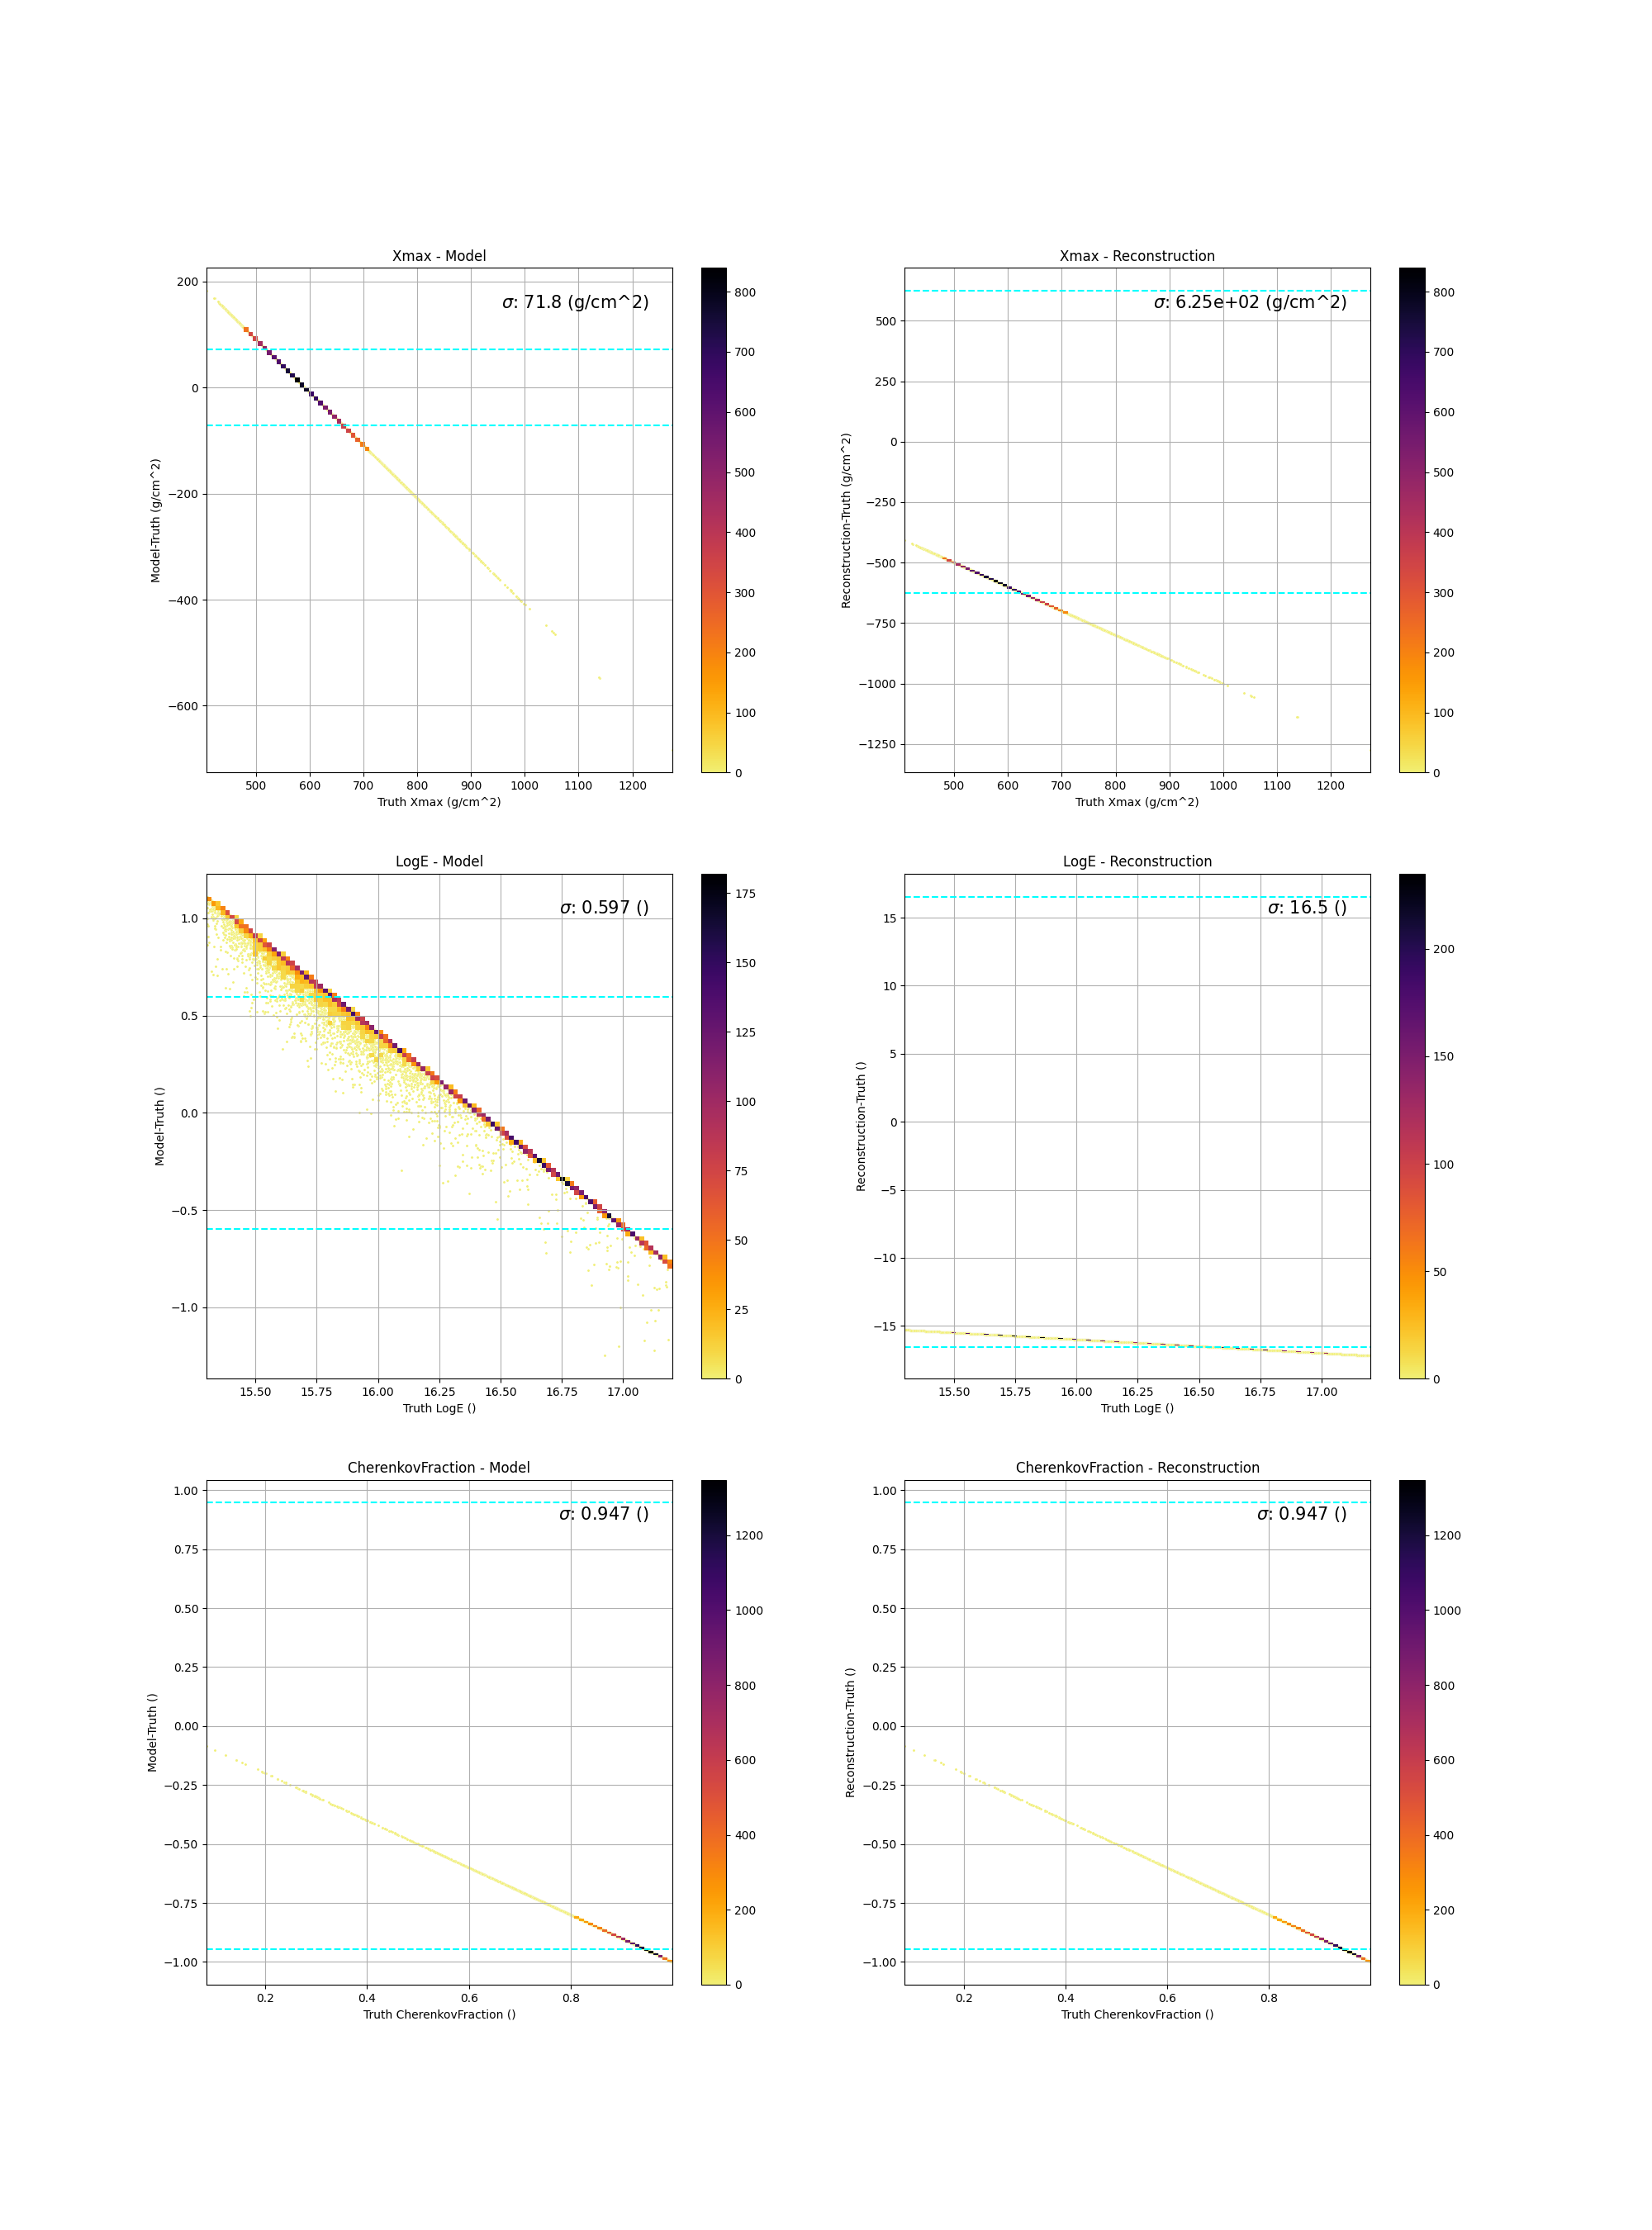 Xmax - Model
σ: 71.8 (g/cm^2)
200
0
−200
−400
−600
Model-Truth (g/cm^2)
500 600 700 800 900 1000 1100 1200
Truth Xmax (g/cm^2)
800
700
600
500
400
300
200
100
0
Xmax - Reconstruction
σ: 6.25e+02 (g/cm^2)
500
250
0
−250
−500
−750
−1000
−1250
Reconstruction-Truth (g/cm^2)
500 600 700 800 900 1000 1100 1200
Truth Xmax (g/cm^2)
800
700
600
500
400
300
200
100
0
LogE - Model
σ: 0.597 ()
1.0
0.5
0.0
−0.5
−1.0
Model-Truth ()
15.50 15.75 16.00 16.25 16.50 16.75 17.00
Truth LogE ()
175
150
125
100
75
50
25
0
LogE - Reconstruction
σ: 16.5 ()
15
10
5
0
−5
−10
−15
Reconstruction-Truth ()
15.50 15.75 16.00 16.25 16.50 16.75 17.00
Truth LogE ()
200
150
100
50
0
CherenkovFraction - Model
σ: 0.947 ()
1.00
0.75
0.50
0.25
0.00
−0.25
−0.50
−0.75
−1.00
Model-Truth ()
0.2 0.4 0.6 0.8
Truth CherenkovFraction ()
1200
1000
800
600
400
200
0
CherenkovFraction - Reconstruction
σ: 0.947 ()
1.00
0.75
0.50
0.25
0.00
−0.25
−0.50
−0.75
−1.00
Reconstruction-Truth ()
0.2 0.4 0.6 0.8
Truth CherenkovFraction ()
1200
1000
800
600
400
200
0